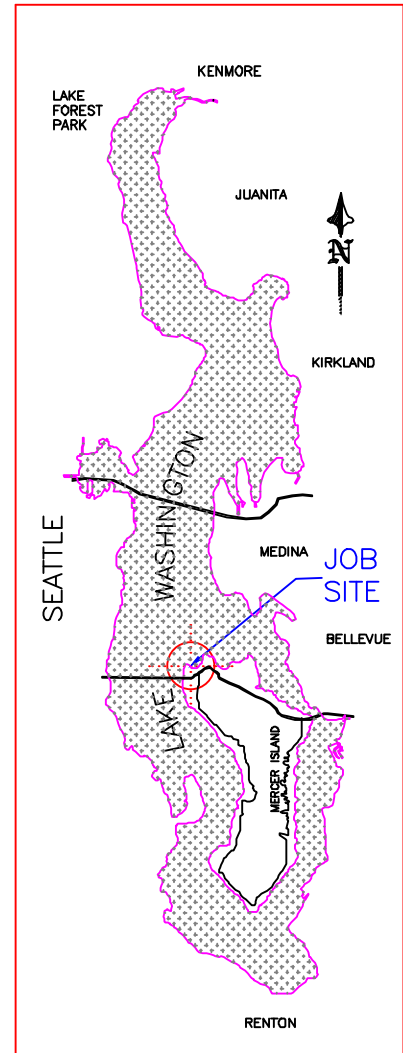 KENMORE
LAKE
FOREST
PARK
JUANITA
N
KIRKLAND
SEATTLE
LAKE WASHINGTON
MEDINA
JOB
SITE
BELLEVUE
MERCER ISLAND
RENTON